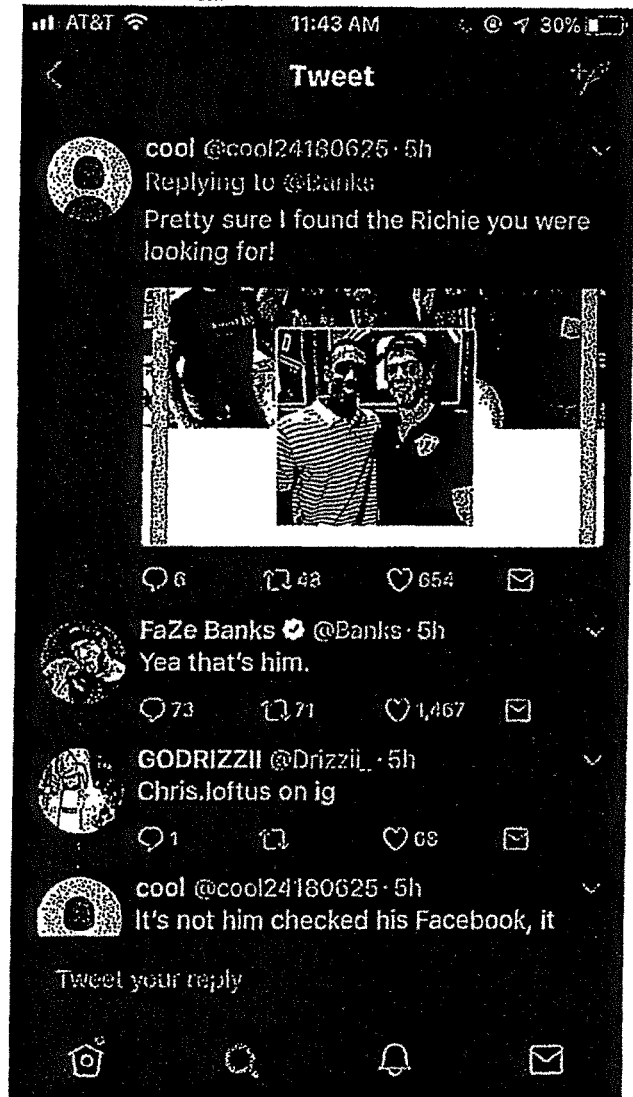 AT&T 11:43 AM 30%
Tweet
cool @cool24180625 · 5h
Replying to @Banks
Pretty sure I found the Richie you were
looking for!
6 48 654
FaZe Banks @Banks · 5h
Yea that's him.
73 71 1,467
GODRIZZII @Drizzii_ · 5h
Chris.loftus on ig
1 68
cool @cool24180625 · 5h
It's not him checked his Facebook, it
Tweet your reply